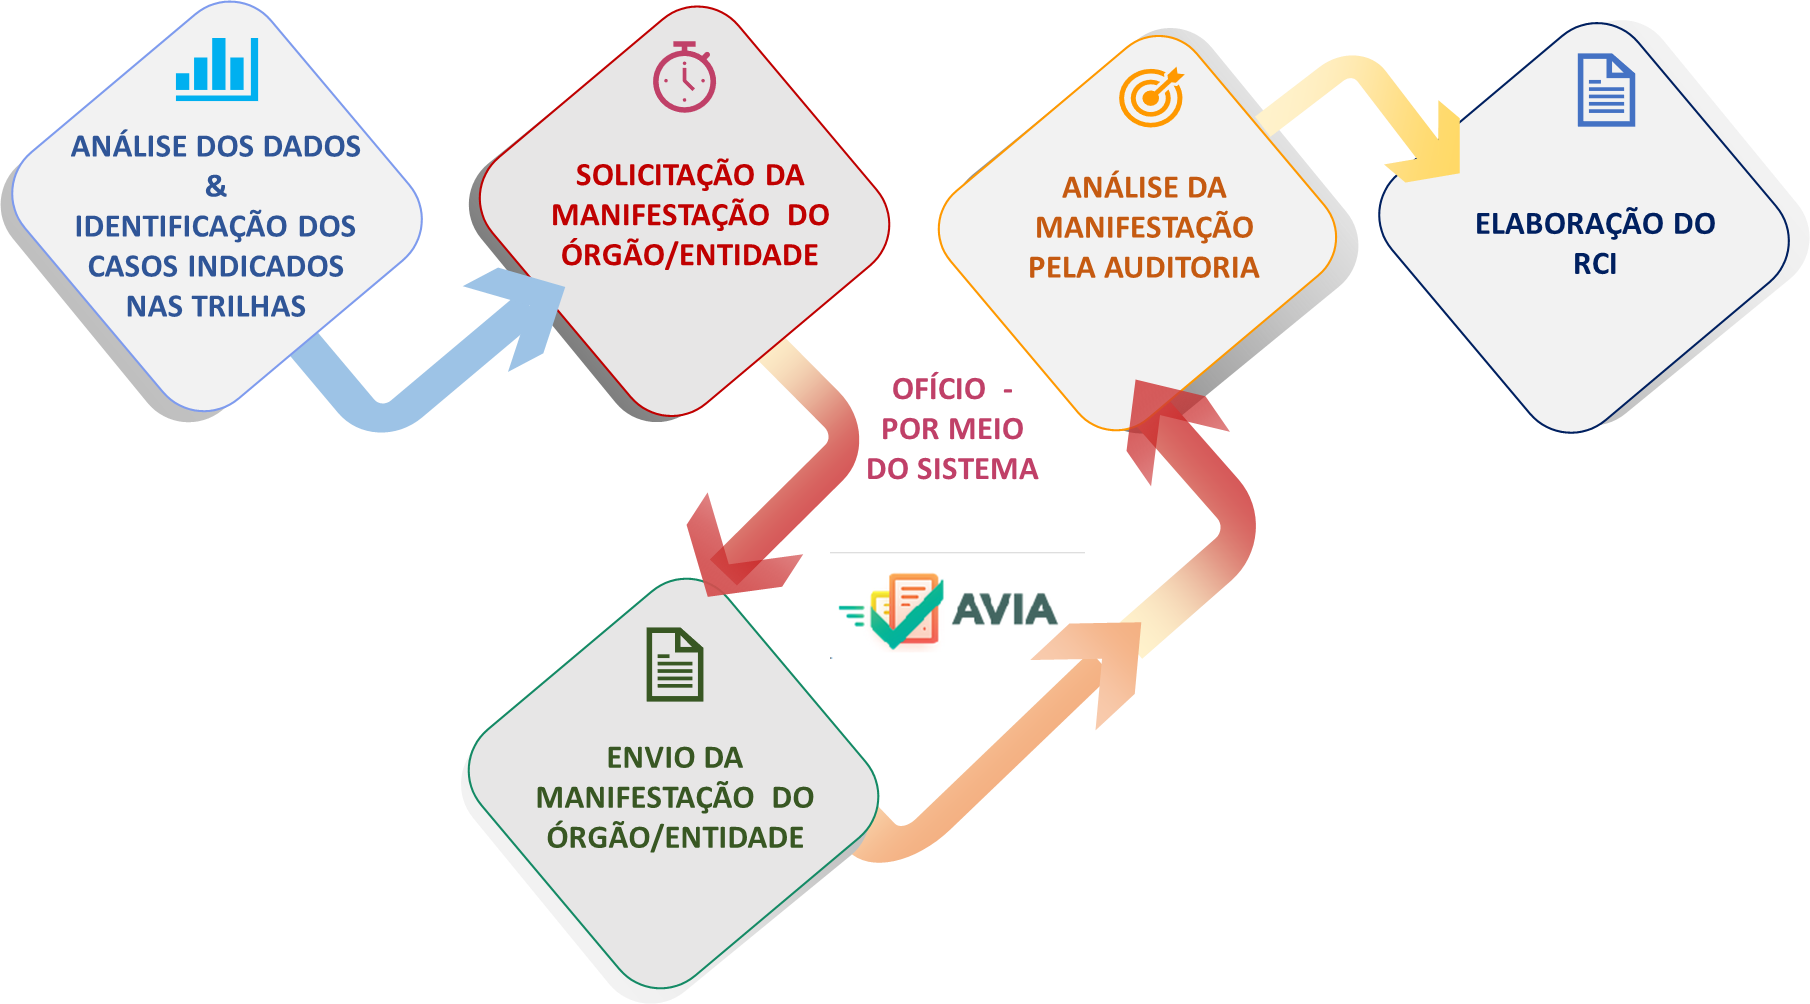 ANÁLISE DOS DADOS
&
IDENTIFICAÇÃO DOS
CASOS INDICADOS
NAS TRILHAS
SOLICITAÇÃO DA
MANIFESTAÇÃO DO
ÓRGÃO/ENTIDADE
OFÍCIO -
POR MEIO
DO SISTEMA
AVIA
ENVIO DA
MANIFESTAÇÃO DO
ÓRGÃO/ENTIDADE
ANÁLISE DA
MANIFESTAÇÃO
PELA AUDITORIA
ELABORAÇÃO DO
RCI